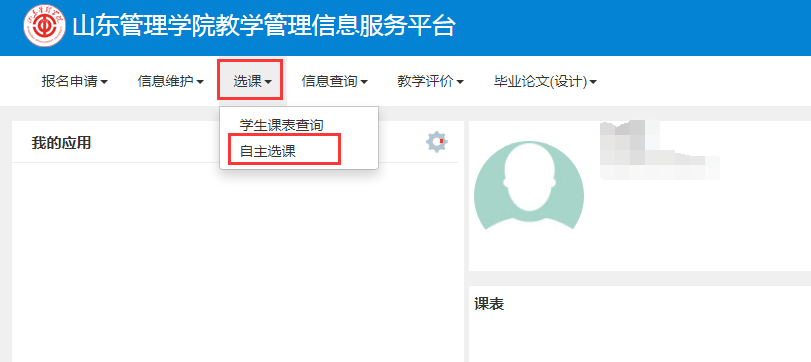 山东管理学院教学管理信息服务平台
报名申请 信息维护 选课 信息查询 教学评价 毕业论文(设计)
学生课表查询
自主选课
我的应用
课表